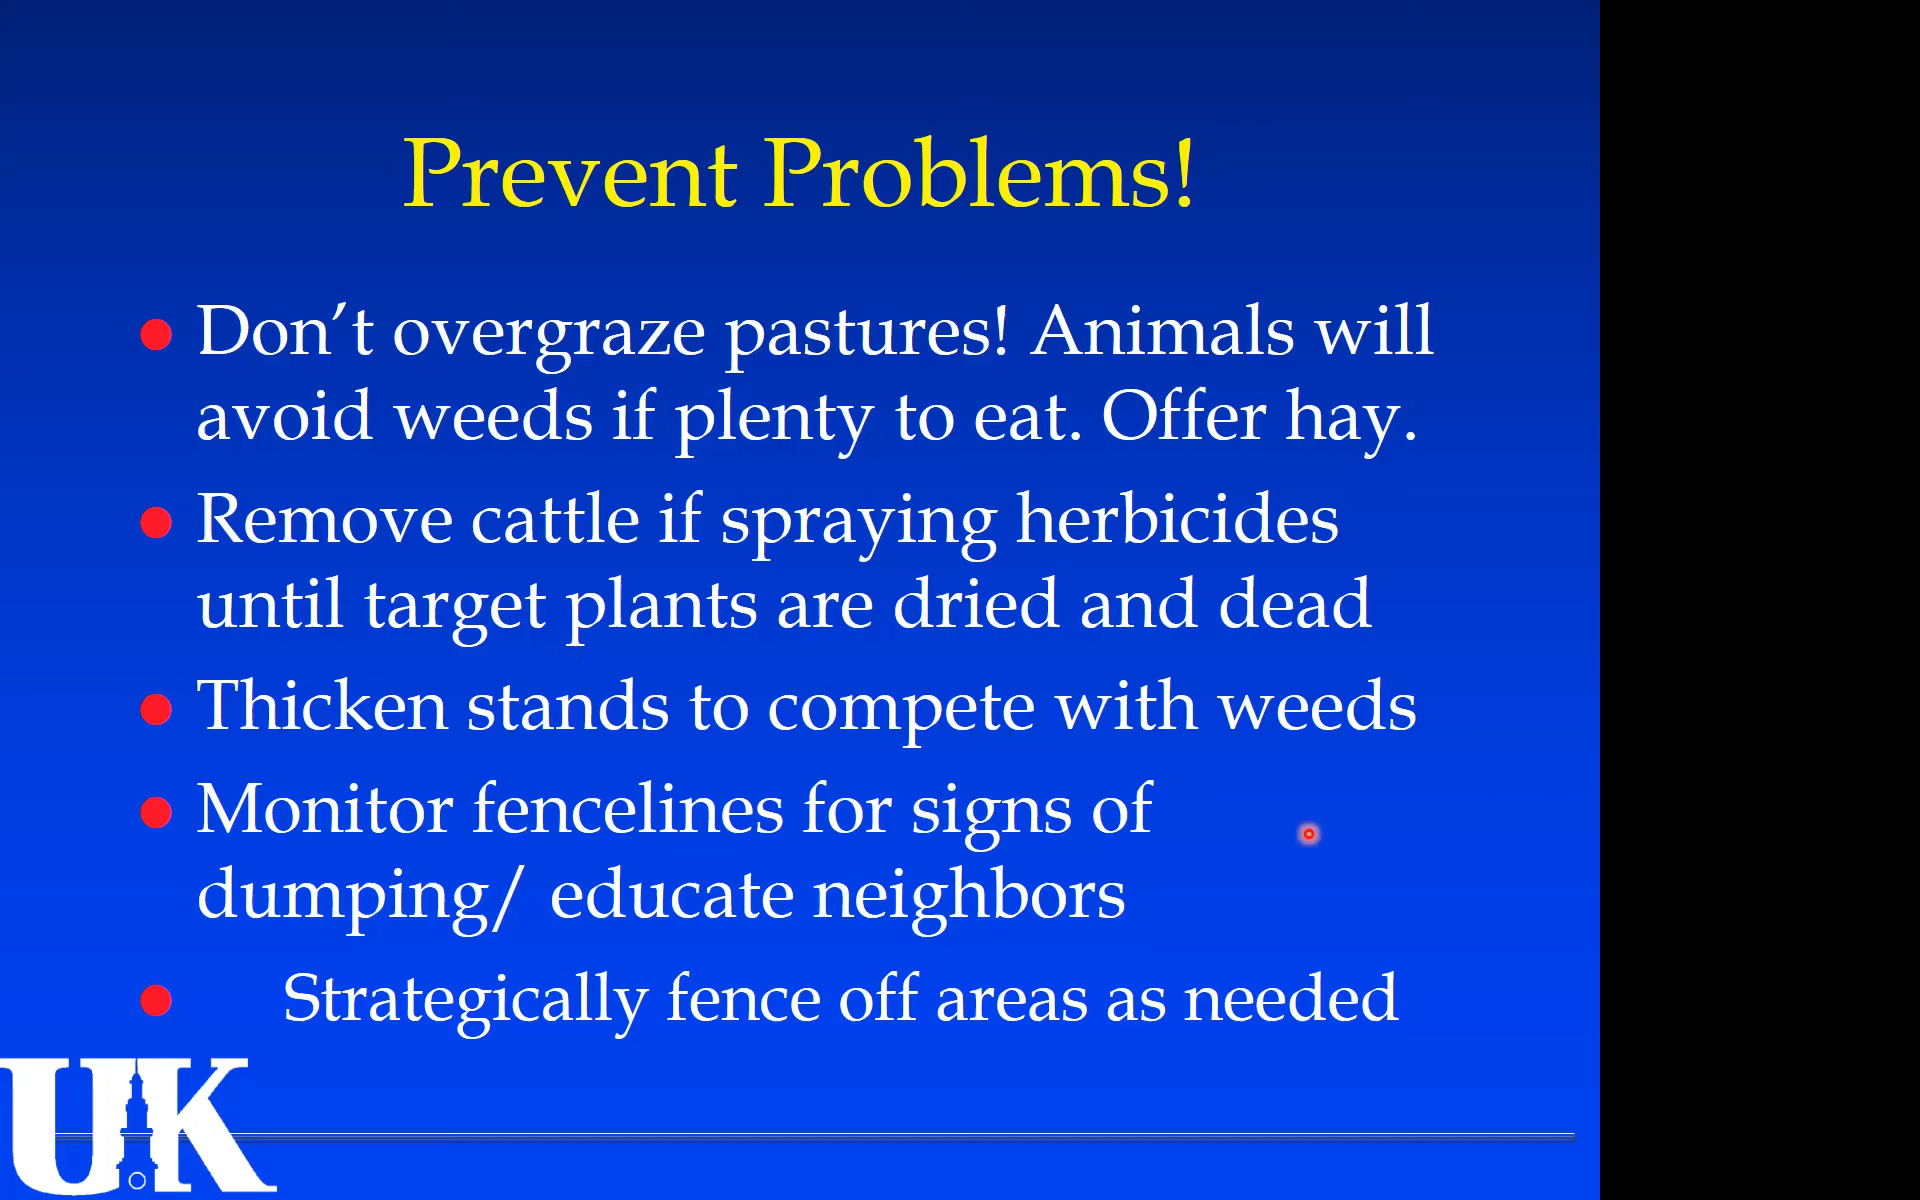 Prevent Problems!
Don’t overgraze pastures! Animals will
avoid weeds if plenty to eat. Offer hay.
Remove cattle if spraying herbicides
until target plants are dried and dead
Thicken stands to compete with weeds
Monitor fencelines for signs of
dumping/ educate neighbors
Strategically fence off areas as needed
UK